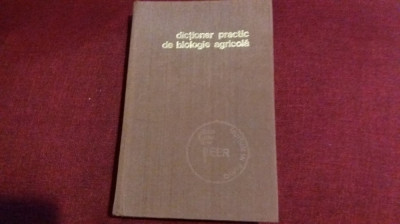 dicționar practic
de biologie agricolă